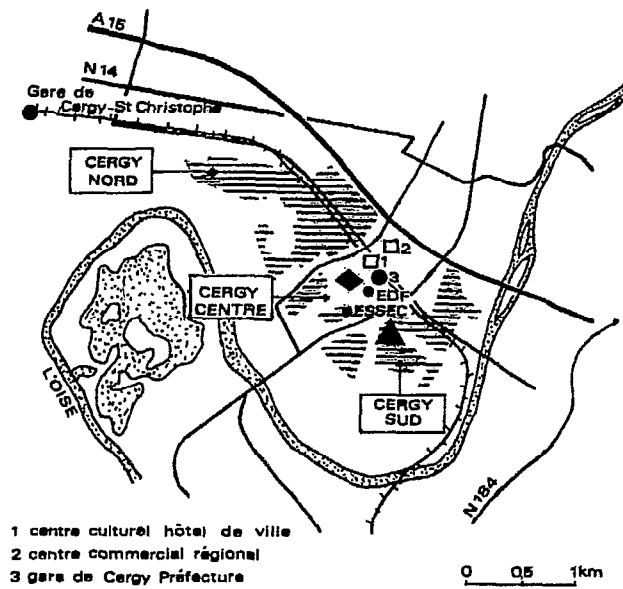 A 15
N 14
Gare de
Cergy-St Christophe
CERGY
NORD
2
1
3
CERGY
CENTRE
EDF
ESSEC
L'OISE
CERGY
SUD
N 184
1 centre culturel hôtel de ville
2 centre commercial régional
3 gare de Cergy Préfecture
0 0,5 1km